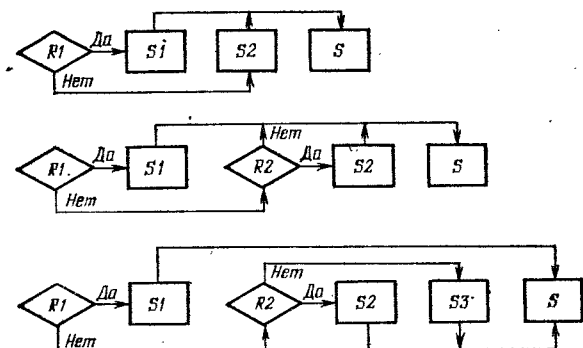 R1 Да S1 S2 S
Нет
Нет
R1 Да S1 R2 Да S2 S
Нет
Нет
R1 Да S1 R2 Да S2 S3 S
Нет